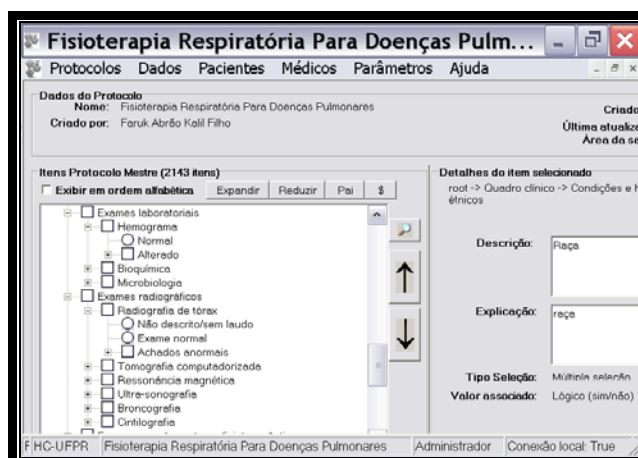 Fisioterapia Respiratória Para Doenças Pulm...
Protocolos Dados Pacientes Médicos Parâmetros Ajuda
Dados do Protocolo
Nome: Fisioterapia Respiratória Para Doenças Pulmonares
Criado por: Faruk Abrão Kalil Filho
Criado
Última atualiza
Área da se
Itens Protocolo Mestre (2143 itens)
Exibir em ordem alfabética Expandir Reduzir Pai $
Exames laboratoriais
Hemograma
Normal
Alterado
Bioquímica
Microbiologia
Exames radiográficos
Radiografia de tórax
Não descrito/sem laudo
Exame normal
Achados anormais
Tomografia computadorizada
Ressonância magnética
Ultra-sonografia
Broncografia
Cintilografia
Detalhes do item selecionado
root -> Quadro clínico -> Condições e h
étnicos
Descrição: Raça
Explicação: raça
Tipo Seleção: Múltipla seleção
Valor associado: Lógico (sim/não)
F HC-UFPR Fisioterapia Respiratória Para Doenças Pulmonares Administrador Conexão local: True